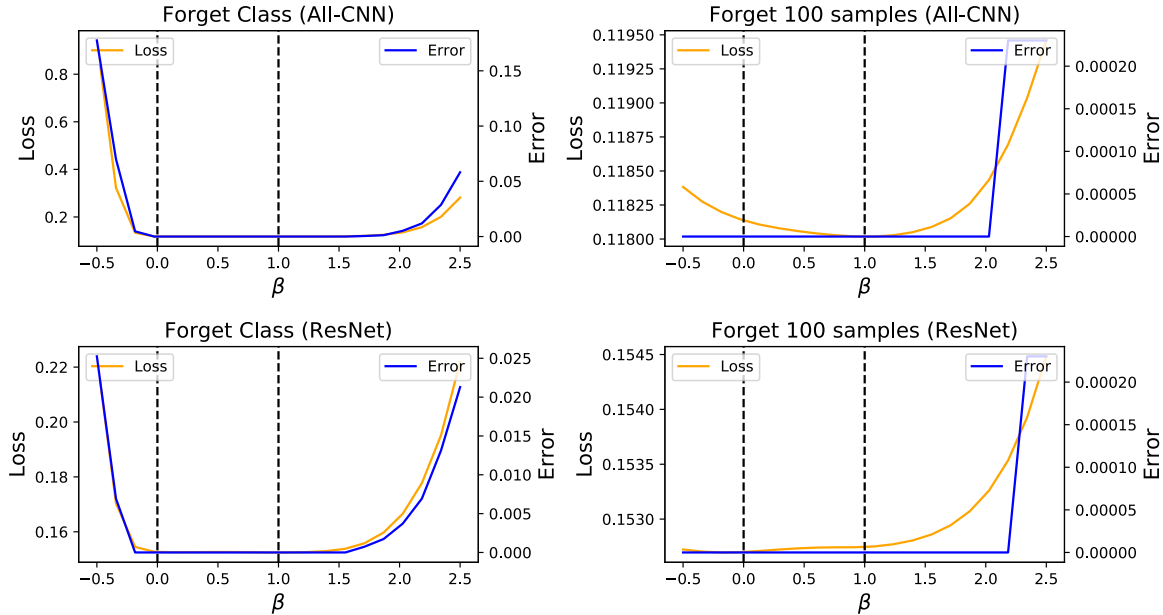 Forget Class (All-CNN)
Loss
Error
0.8
0.6
0.4
0.2
0.15
0.10
0.05
0.00
Loss
Error
−0.5 0.0 0.5 1.0 1.5 2.0 2.5
β
Forget 100 samples (All-CNN)
Loss
Error
0.11950
0.11925
0.11900
0.11875
0.11850
0.11825
0.11800
0.00020
0.00015
0.00010
0.00005
0.00000
Loss
Error
−0.5 0.0 0.5 1.0 1.5 2.0 2.5
β
Forget Class (ResNet)
Loss
Error
0.22
0.20
0.18
0.16
0.025
0.020
0.015
0.010
0.005
0.000
Loss
Error
−0.5 0.0 0.5 1.0 1.5 2.0 2.5
β
Forget 100 samples (ResNet)
Loss
Error
0.1545
0.1540
0.1535
0.1530
0.00020
0.00015
0.00010
0.00005
0.00000
Loss
Error
−0.5 0.0 0.5 1.0 1.5 2.0 2.5
β